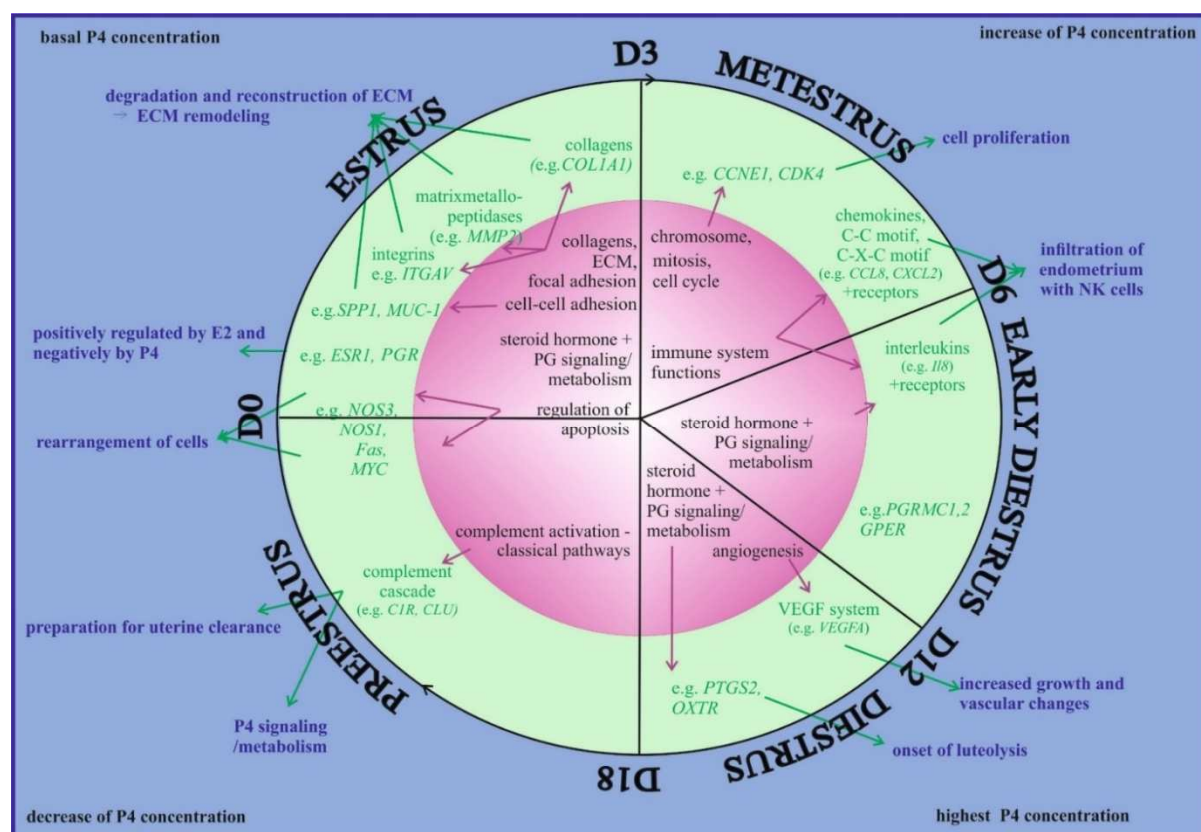 basal P4 concentration
increase of P4 concentration
D3
METESTRUS
ESTRUS
degradation and reconstruction of ECM
→ ECM remodeling
collagens
(e.g.COL1A1)
matrixmetallo-
peptidases
(e.g. MMP2)
integrins
e.g. ITGAV
e.g.SPP1, MUC-1
e.g. ESR1, PGR
positively regulated by E2 and
negatively by P4
collagens,
ECM,
focal adhesion
cell-cell adhesion
steroid hormone +
PG signaling/
metabolism
regulation of
apoptosis
e.g. CCNE1, CDK4
cell proliferation
chromosome,
mitosis,
cell cycle
chemokines,
C-C motif,
C-X-C motif
(e.g. CCL8, CXCL2)
+receptors
infiltration of
endometrium
with NK cells
immune system
functions
D6
EARLY DIESTRUS
interleukins
(e.g. Il8)
+receptors
steroid hormone +
PG signaling/
metabolism
e.g.PGRMC1,2
GPER
D0
e.g. NOS3,
NOS1,
Fas,
MYC
rearrangement of cells
steroid
hormone +
PG signaling/
metabolism
angiogenesis
VEGF system
(e.g. VEGFA)
D12
DIESTRUS
increased growth and
vascular changes
e.g. PTGS2,
OXTR
onset of luteolysis
complement activation -
classical pathways
complement
cascade
(e.g. C1R, CLU)
PREESTRUS
preparation for uterine clearance
P4 signaling
/metabolism
D18
decrease of P4 concentration
highest P4 concentration